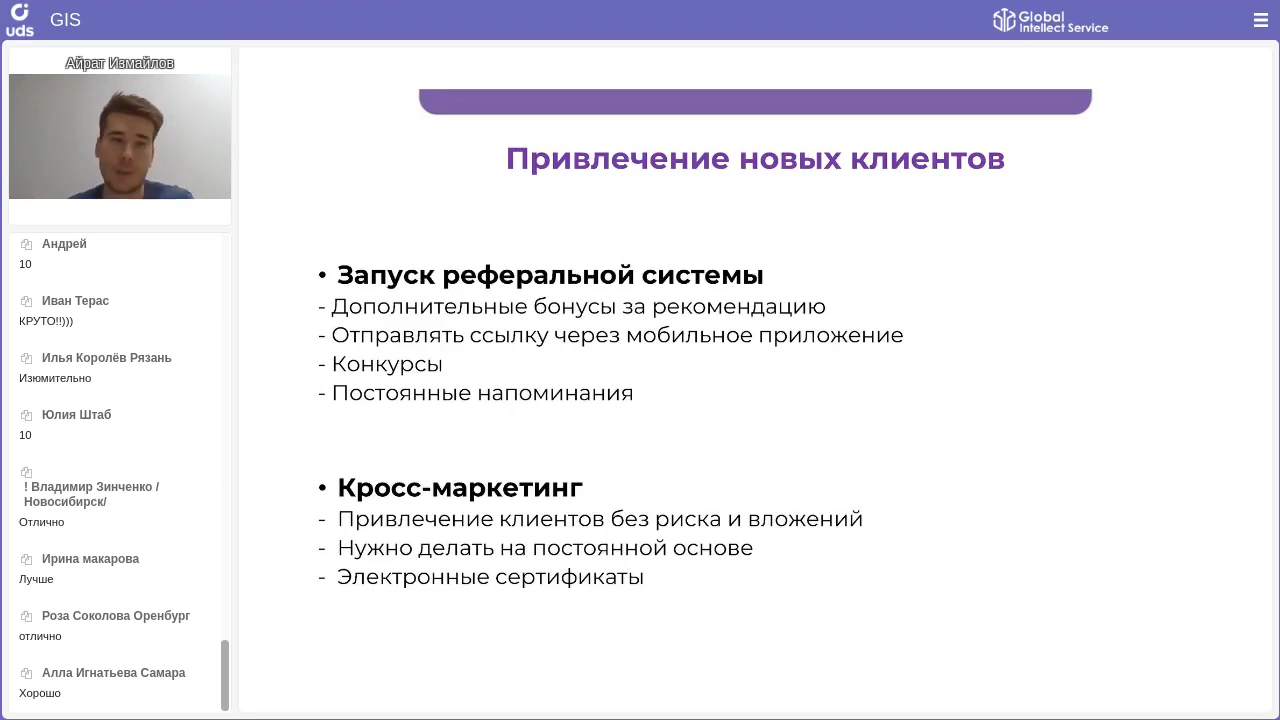 uds
GIS
Global
Intellect Service
Айрат Измайлов
Андрей
10
Иван Терас
КРУТО!!)))
Илья Королёв Рязань
Изюмительно
Юлия Штаб
10
! Владимир Зинченко /
Новосибирск/
Отлично
Ирина макарова
Лучше
Роза Соколова Оренбург
отлично
Алла Игнатьева Самара
Хорошо
Привлечение новых клиентов
• Запуск реферальной системы
- Дополнительные бонусы за рекомендацию
- Отправлять ссылку через мобильное приложение
- Конкурсы
- Постоянные напоминания
• Кросс-маркетинг
- Привлечение клиентов без риска и вложений
- Нужно делать на постоянной основе
- Электронные сертификаты